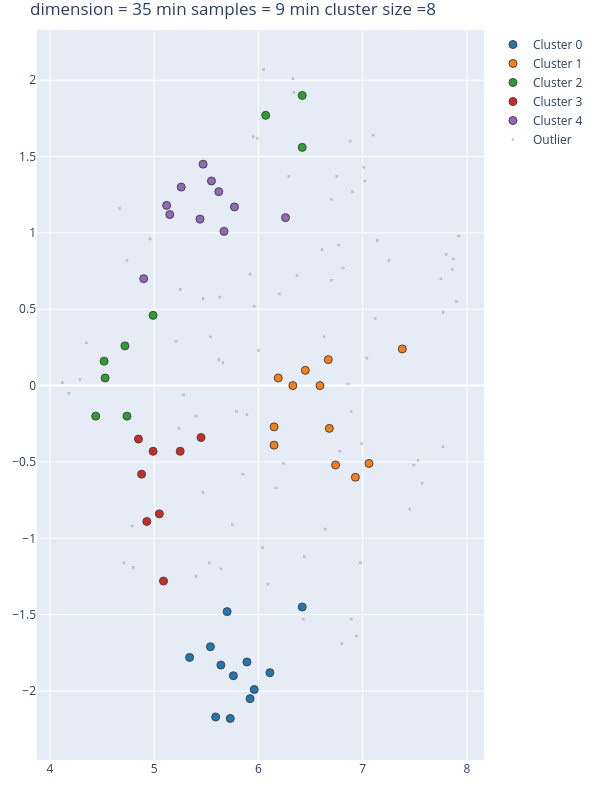 dimension = 35 min samples = 9 min cluster size =8
Cluster 0
Cluster 1
Cluster 2
Cluster 3
Cluster 4
Outlier
2
1.5
1
0.5
0
−0.5
−1
−1.5
−2
4 5 6 7 8